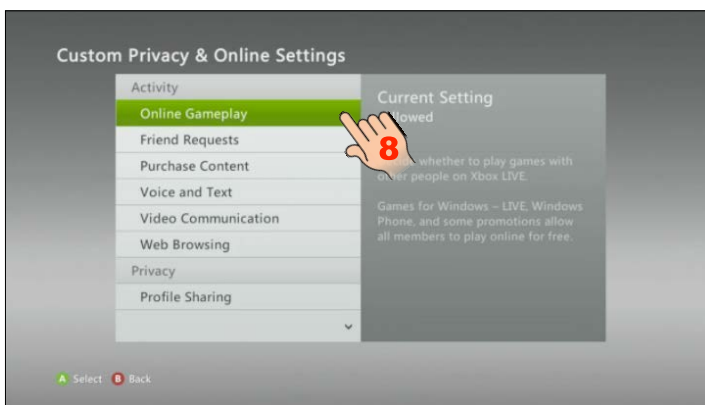 Custom Privacy & Online Settings
Activity
Online Gameplay
Friend Requests
Purchase Content
Voice and Text
Video Communication
Web Browsing
Privacy
Profile Sharing
Current Setting
lowed
8
whether to play games with
other people on Xbox LIVE.
Games for Windows – LIVE, Windows
Phone, and some promotions allow
all members to play online for free.
A Select B Back